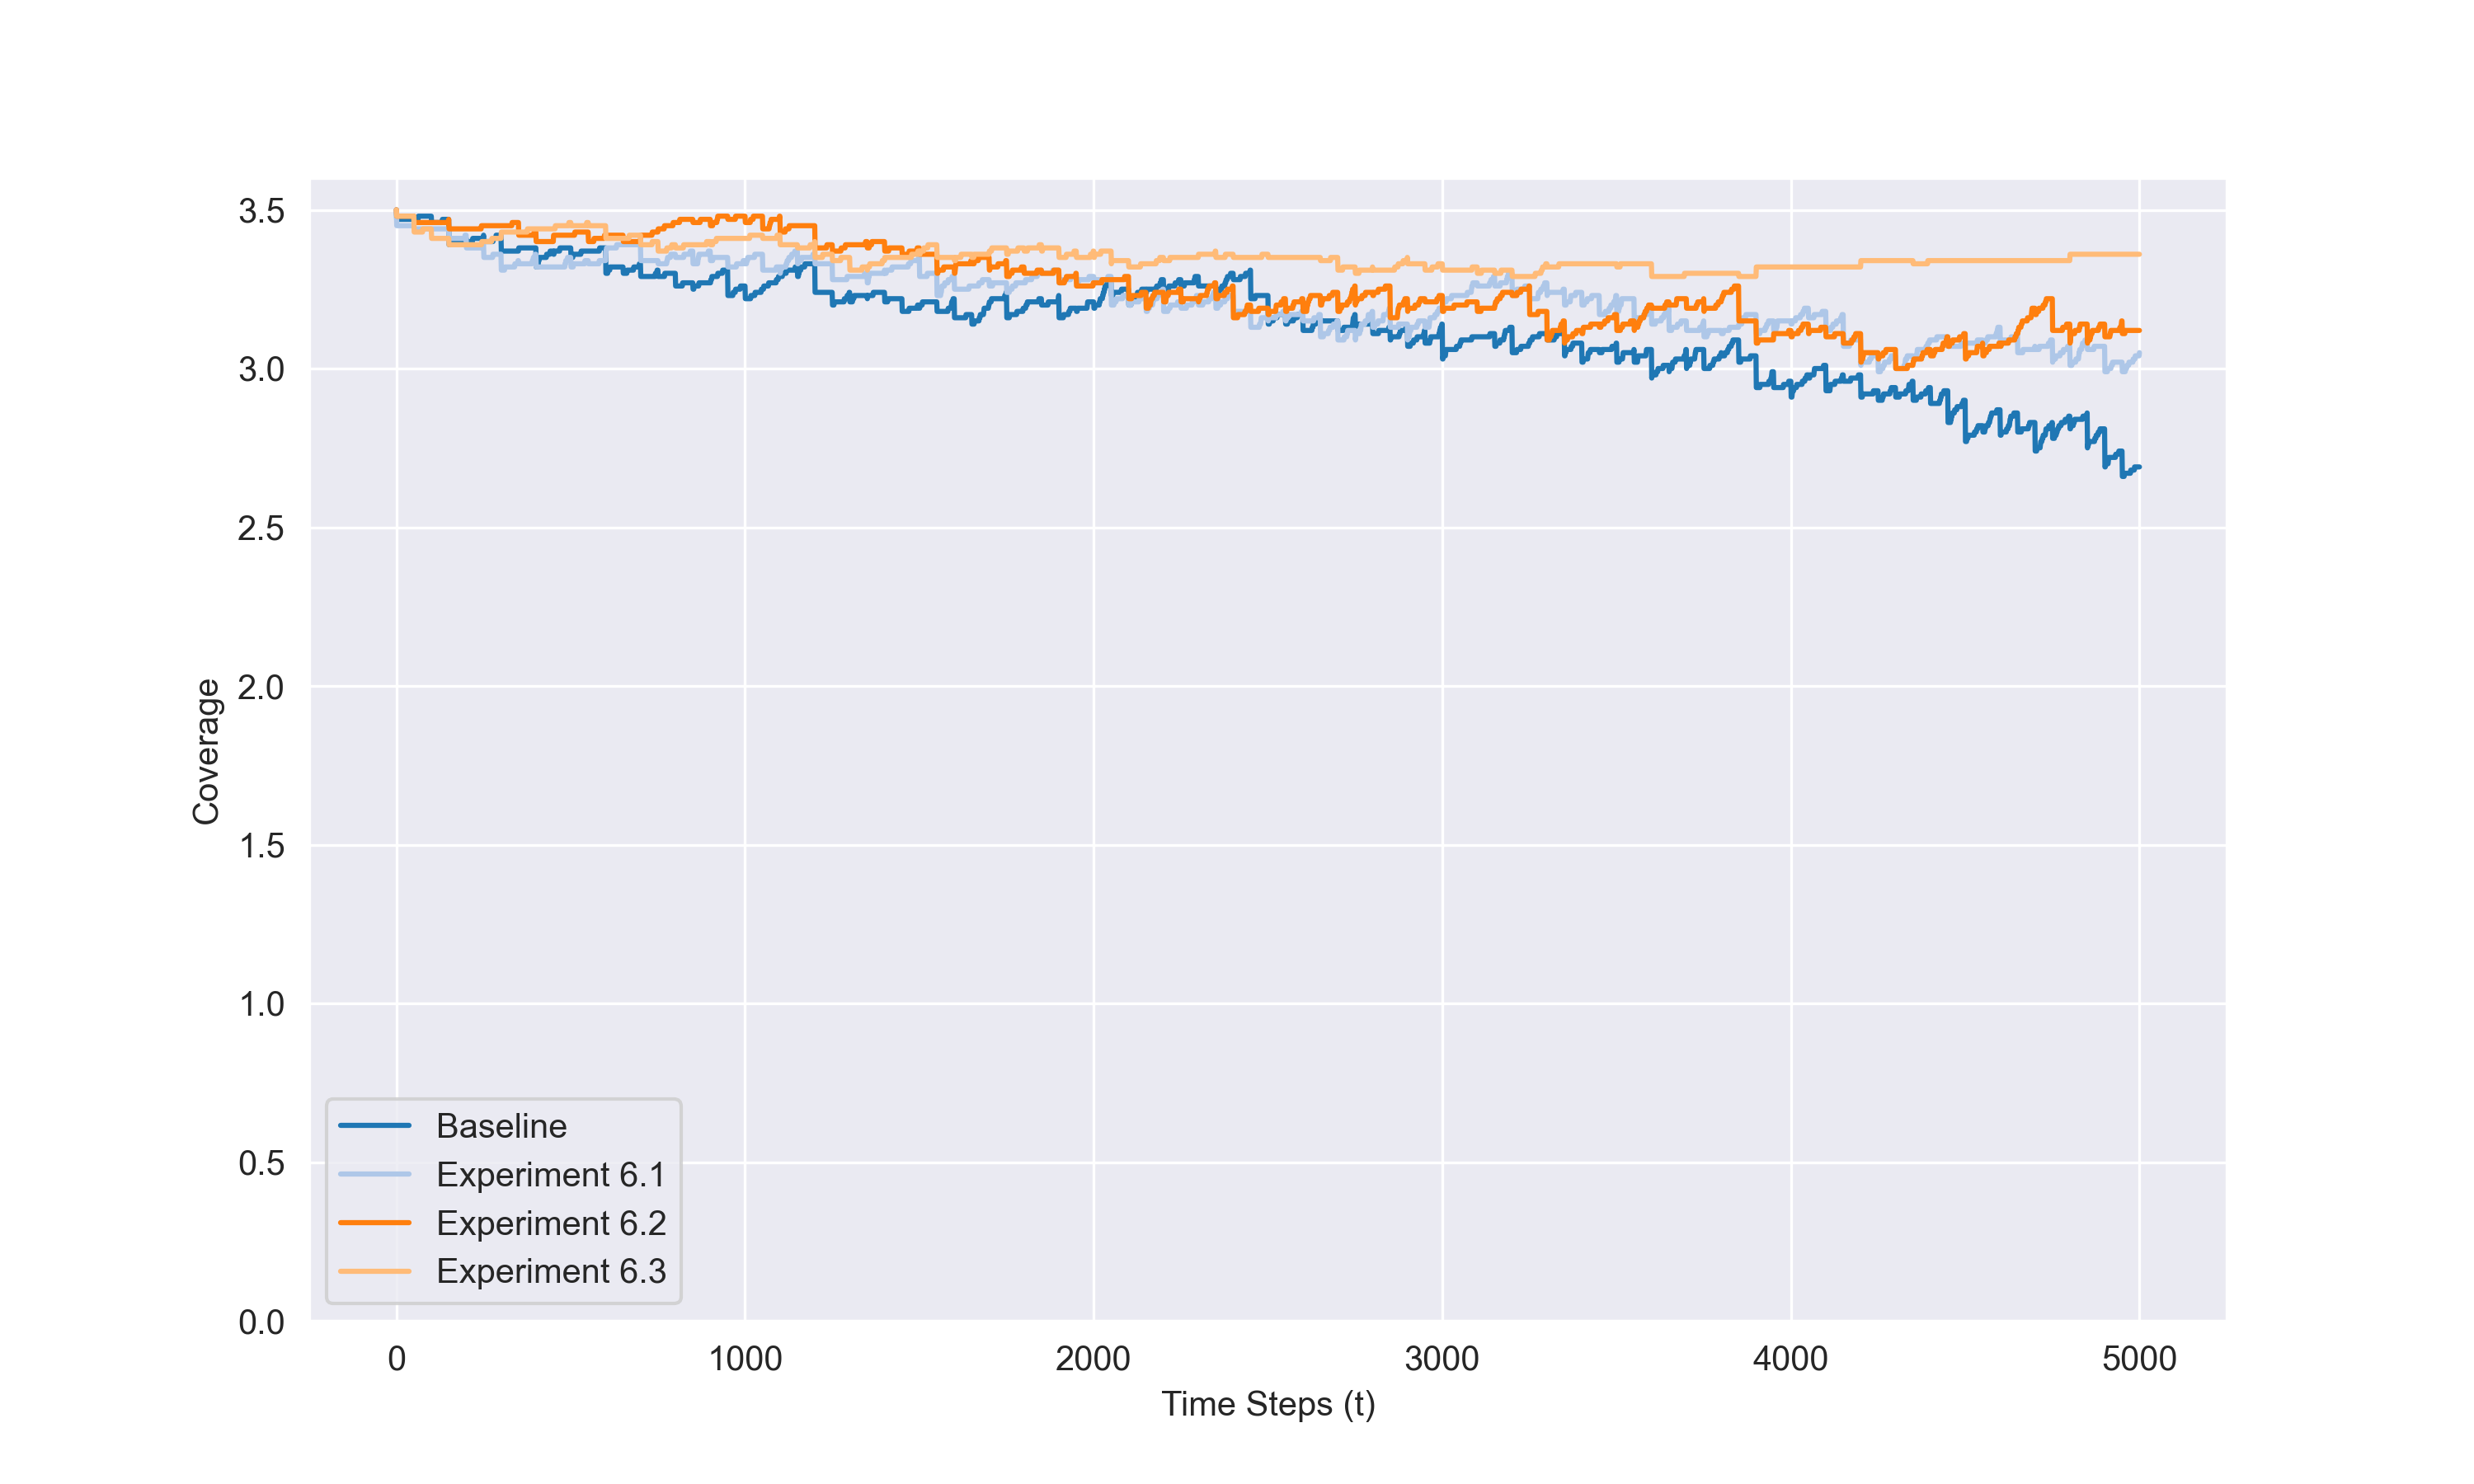 3.5
3.0
2.5
2.0
1.5
1.0
0.5
0.0
Coverage
Baseline
Experiment 6.1
Experiment 6.2
Experiment 6.3
0 1000 2000 3000 4000 5000
Time Steps (t)